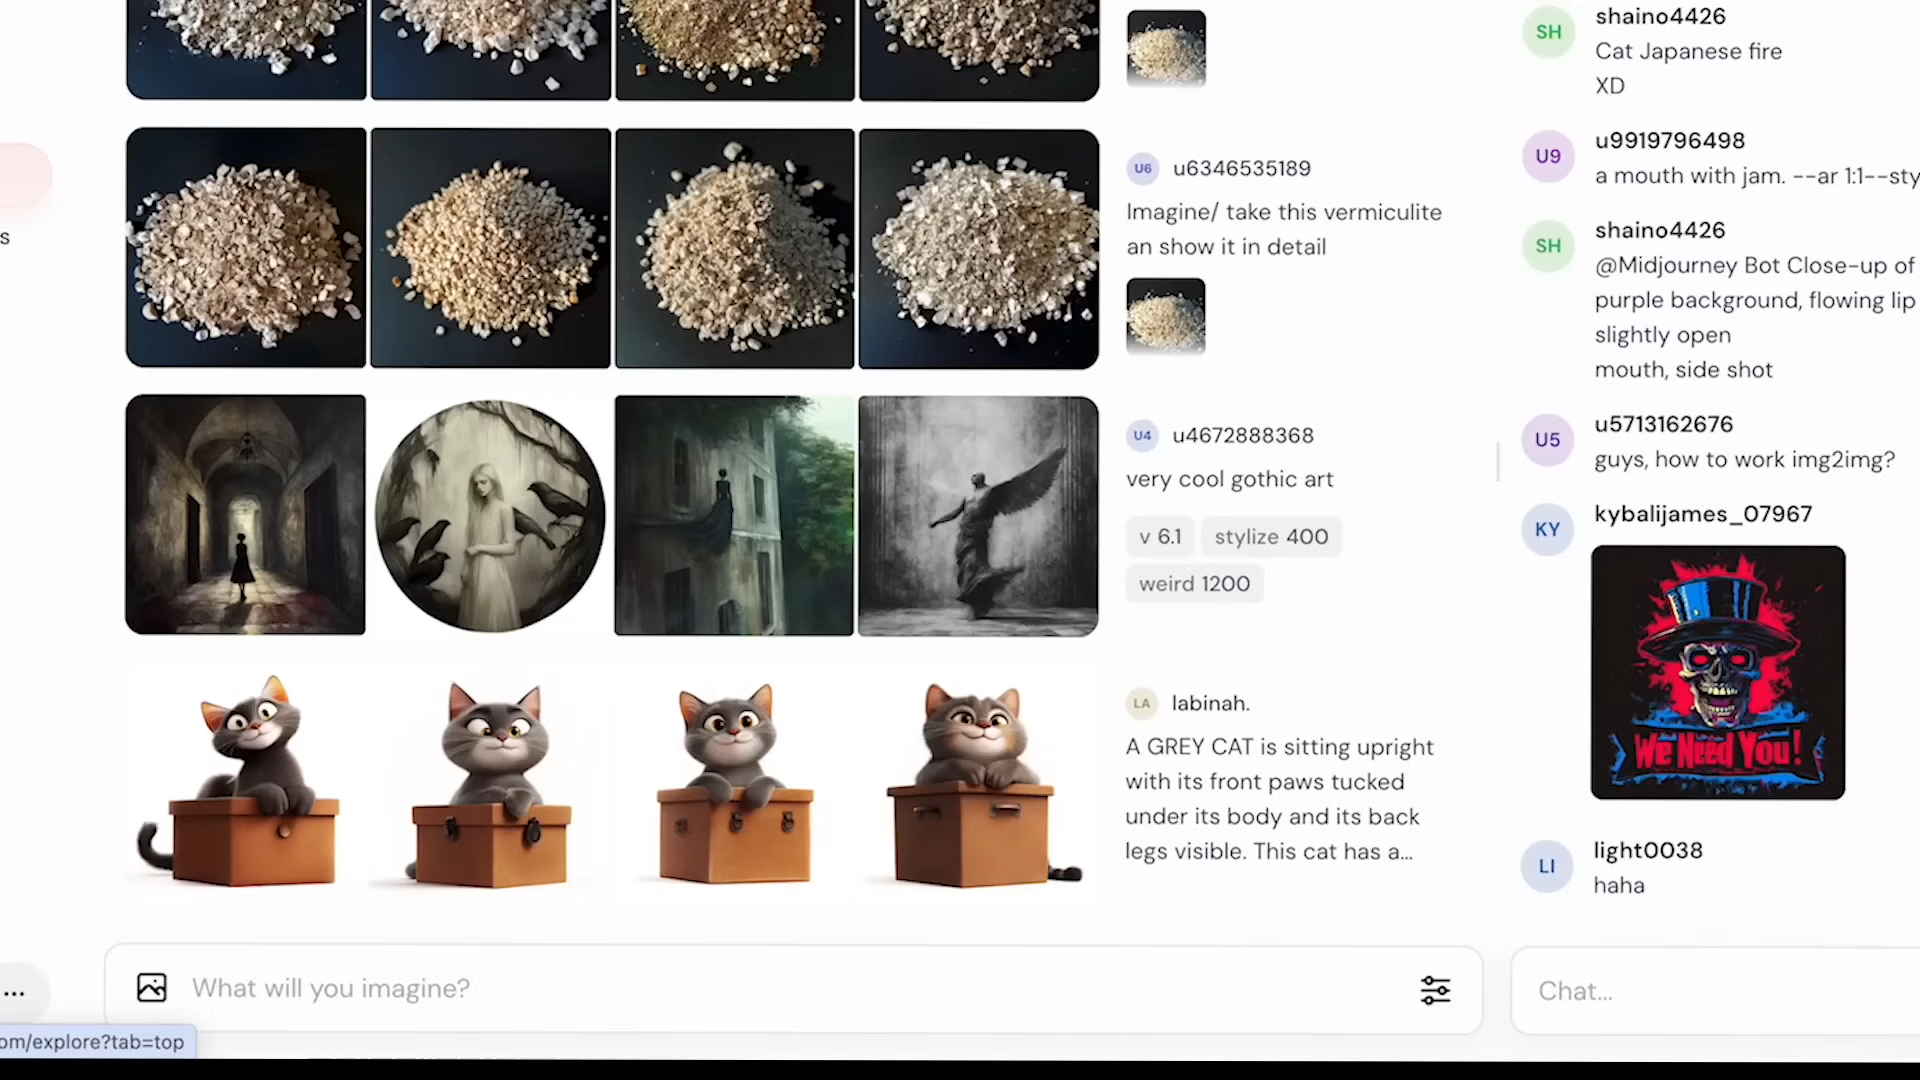 s
U6 u6346535189
Imagine/ take this vermiculite
an show it in detail
U4 u4672888368
very cool gothic art
v 6.1 stylize 400
weird 1200
LA labinah.
A GREY CAT is sitting upright
with its front paws tucked
under its body and its back
legs visible. This cat has a...
What will you imagine?
...
om/explore?tab=top
SH shaino4426
Cat Japanese fire
XD
U9 u9919796498
a mouth with jam. --ar 1:1--sty
SH shaino4426
@Midjourney Bot Close-up of
purple background, flowing lip
slightly open
mouth, side shot
U5 u5713162676
guys, how to work img2img?
KY kybalijames_07967
We Need You!
LI light0038
haha
Chat...